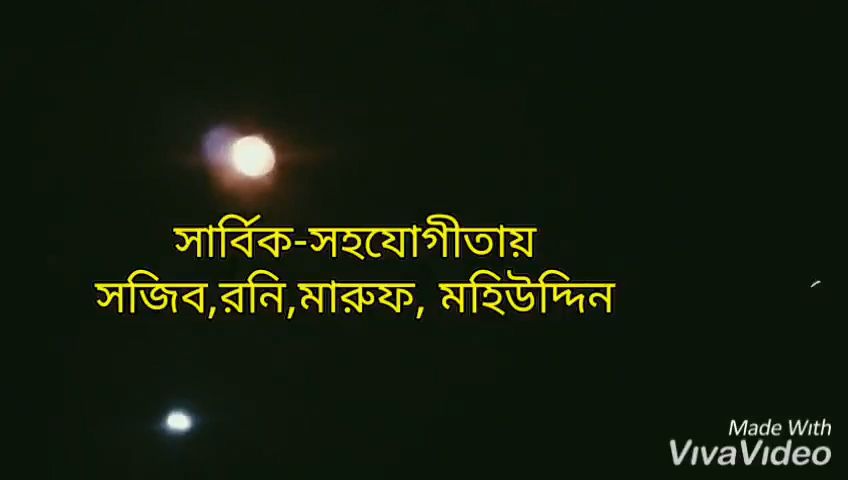 সার্বিক-সহযোগীতায়
সজিব,রনি,মারুফ, মহিউদ্দিন
Made With
VivaVideo